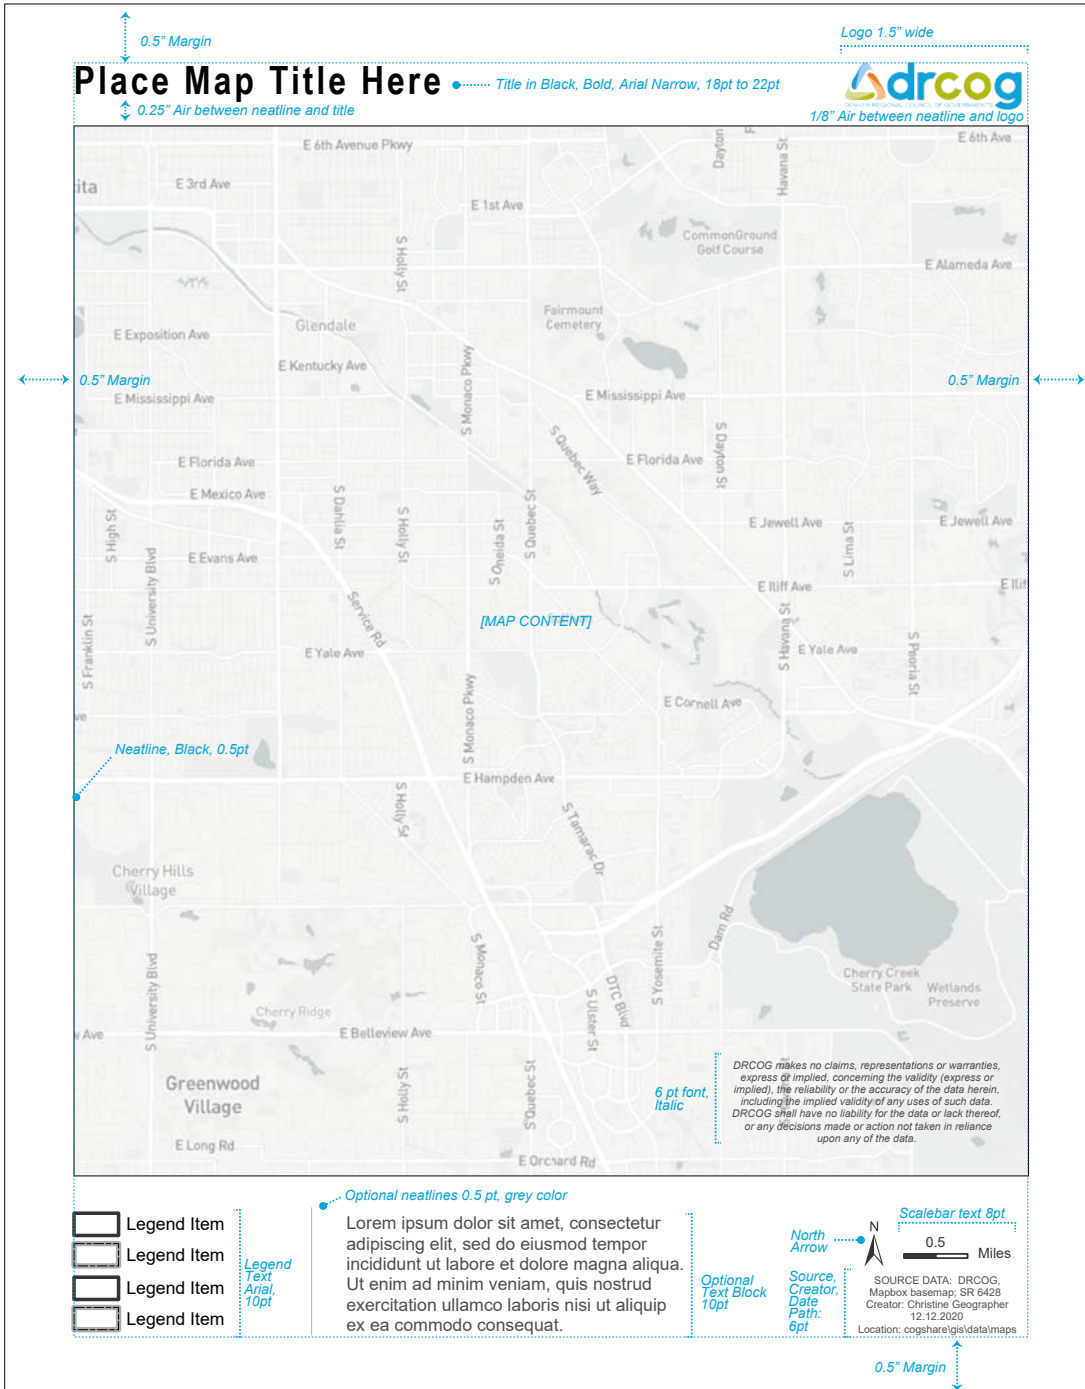 0.5" Margin
Logo 1.5" wide
Place Map Title Here
Title in Black, Bold, Arial Narrow, 18pt to 22pt
drcog
DENVER REGIONAL COUNCIL OF GOVERNMENTS
0.25" Air between neatline and title
1/8" Air between neatline and logo
E 6th Avenue Pkwy
Dayton
Havana St
E 6th Ave
E 3rd Ave
E 1st Ave
S Holly St
CommonGround
Golf Course
E Alameda Ave
Fairmount
Cemetery
Glendale
E Exposition Ave
E Kentucky Ave
S Monaco Pkwy
0.5" Margin
0.5" Margin
E Mississippi Ave
E Mississippi Ave
S Quebec Way
S Dayton St
E Florida Ave
E Florida Ave
E Mexico Ave
S High St
S Dahlia St
S Holly St
S Oneida St
S Quebec St
E Jewell Ave
E Jewell Ave
S Lima St
E Evans Ave
S University Blvd
E Iliff Ave
E Ilif
Service Rd
[MAP CONTENT]
S Franklin St
E Yale Ave
S Havana St
E Yale Ave
S Peoria St
S Monaco Pkwy
E Cornell Ave
ve
Neatline, Black, 0.5pt
E Hampden Ave
S Holly St
S Tamarac Dr
Cherry Hills
Village
Dam Rd
S Monaco St
S Yosemite St
S University Blvd
Cherry Creek
State Park
Wetlands
Preserve
DTC Blvd
S Ulster St
Cherry Ridge
w Ave
E Belleview Ave
Greenwood
Village
S Holly St
S Quebec St
6 pt font,
Italic
DRCOG makes no claims, representations or warranties,
express or implied, concerning the validity (express or
implied), the reliability or the accuracy of the data herein,
including the implied validity of any uses of such data.
DRCOG shall have no liability for the data or lack thereof,
or any decisions made or action not taken in reliance
upon any of the data.
E Long Rd
E Orchard Rd
Optional neatlines 0.5 pt, grey color
Legend Item
Legend Item
Legend Item
Legend Item
Legend
Text
Arial,
10pt
Lorem ipsum dolor sit amet, consectetur
adipiscing elit, sed do eiusmod tempor
incididunt ut labore et dolore magna aliqua.
Ut enim ad minim veniam, quis nostrud
exercitation ullamco laboris nisi ut aliquip
ex ea commodo consequat.
Optional
Text Block
10pt
North
Arrow
N
Scalebar text 8pt
0.5
Miles
Source,
Creator,
Date
Path:
6pt
SOURCE DATA: DRCOG,
Mapbox basemap; SR 6428
Creator: Christine Geographer
12.12.2020
Location: cogshare\gis\data\maps
0.5" Margin